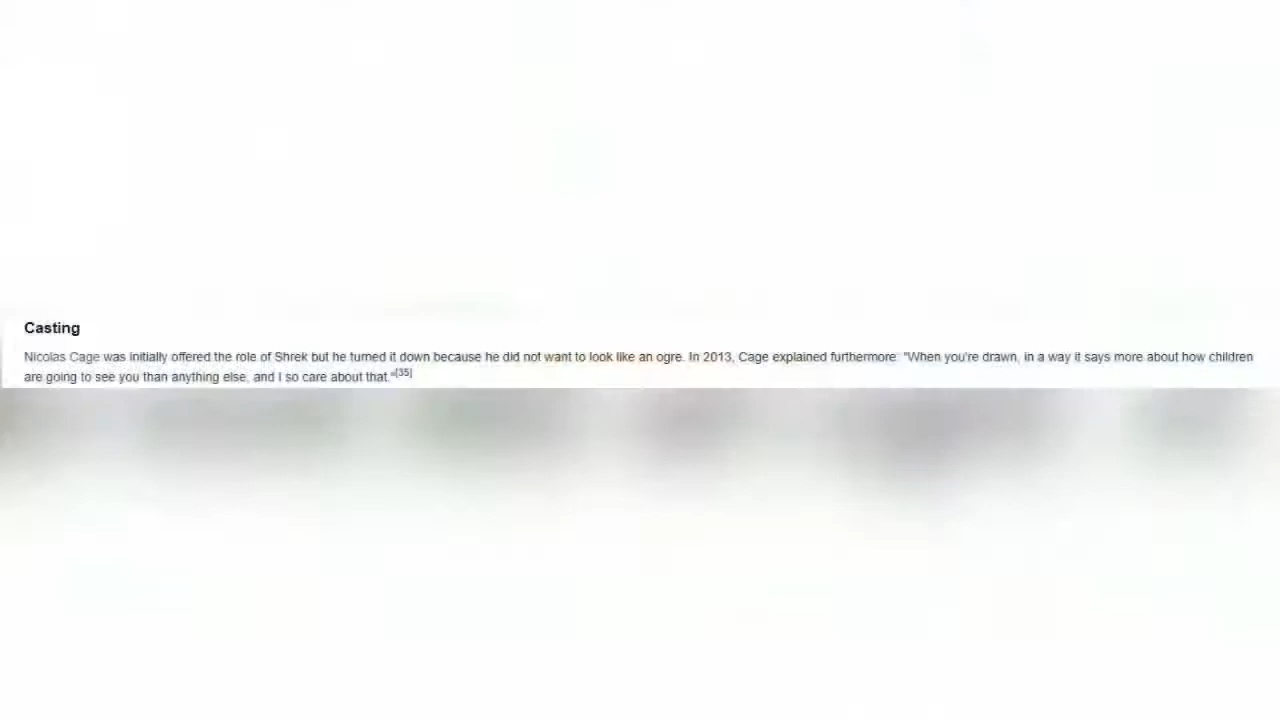 Casting
Nicolas Cage was initially offered the role of Shrek but he turned it down because he did not want to look like an ogre. In 2013, Cage explained furthermore: "When you're drawn, in a way it says more about how children
are going to see you than anything else, and I so care about that."[35]